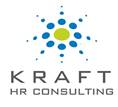 KRAFT
HR CONSULTING